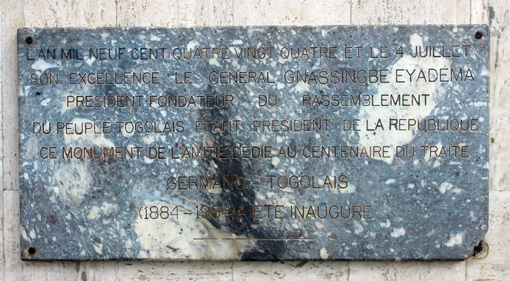 L'AN MIL NEUF CENT QUATRE VINGT QUATRE ET LE 4 JUILLET
SON EXCELLENCE LE GENERAL GNASSINGBE EYADEMA
PRESIDENT FONDATEUR DU RASSEMBLEMENT
DU PEUPLE TOGOLAIS ETANT PRESIDENT DE LA REPUBLIQUE
CE MONUMENT DE L'AMITIE DEDIE AU CENTENAIRE DU TRAITE
GERMANO - TOGOLAIS
(1884-1984) A ETE INAUGURE